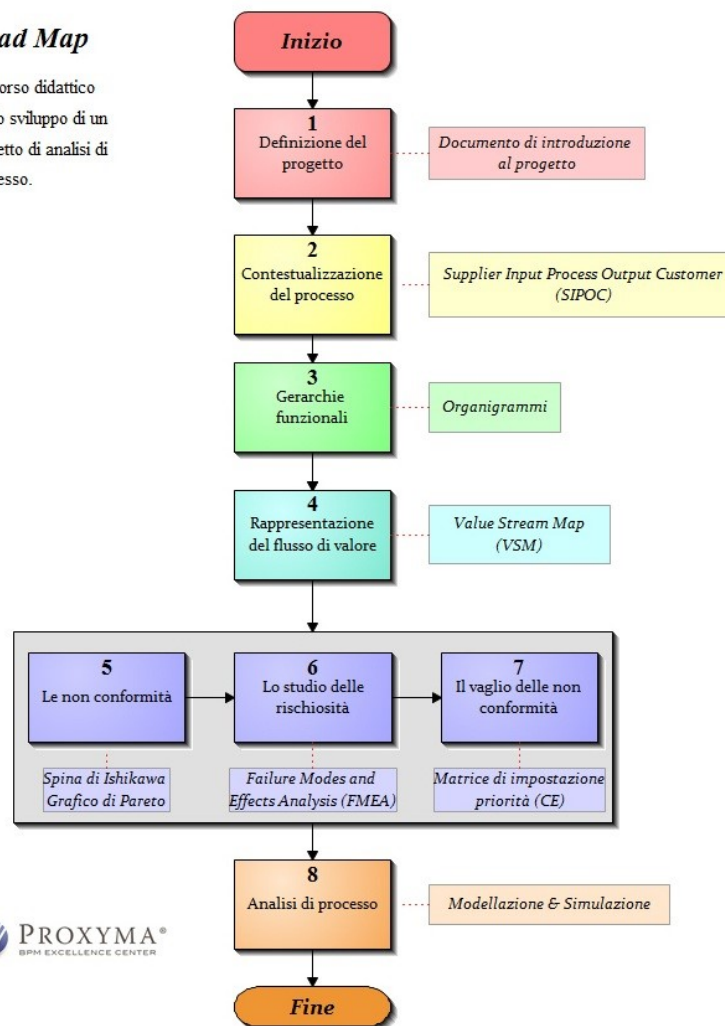 ad Map
orso didattico
o sviluppo di un
etto di analisi di
esso.
Inizio
1
Definizione del
progetto
Documento di introduzione
al progetto
2
Contestualizzazione
del processo
Supplier Input Process Output Customer
(SIPOC)
3
Gerarchie
funzionali
Organigrammi
4
Rappresentazione
del flusso di valore
Value Stream Map
(VSM)
5
Le non conformità
Spina di Ishikawa
Grafico di Pareto
6
Lo studio delle
rischiosità
Failure Modes and
Effects Analysis (FMEA)
7
Il vaglio delle non
conformità
Matrice di impostazione
priorità (CE)
8
Analisi di processo
Modellazione & Simulazione
PROXYMA®
BPM EXCELLENCE CENTER
Fine